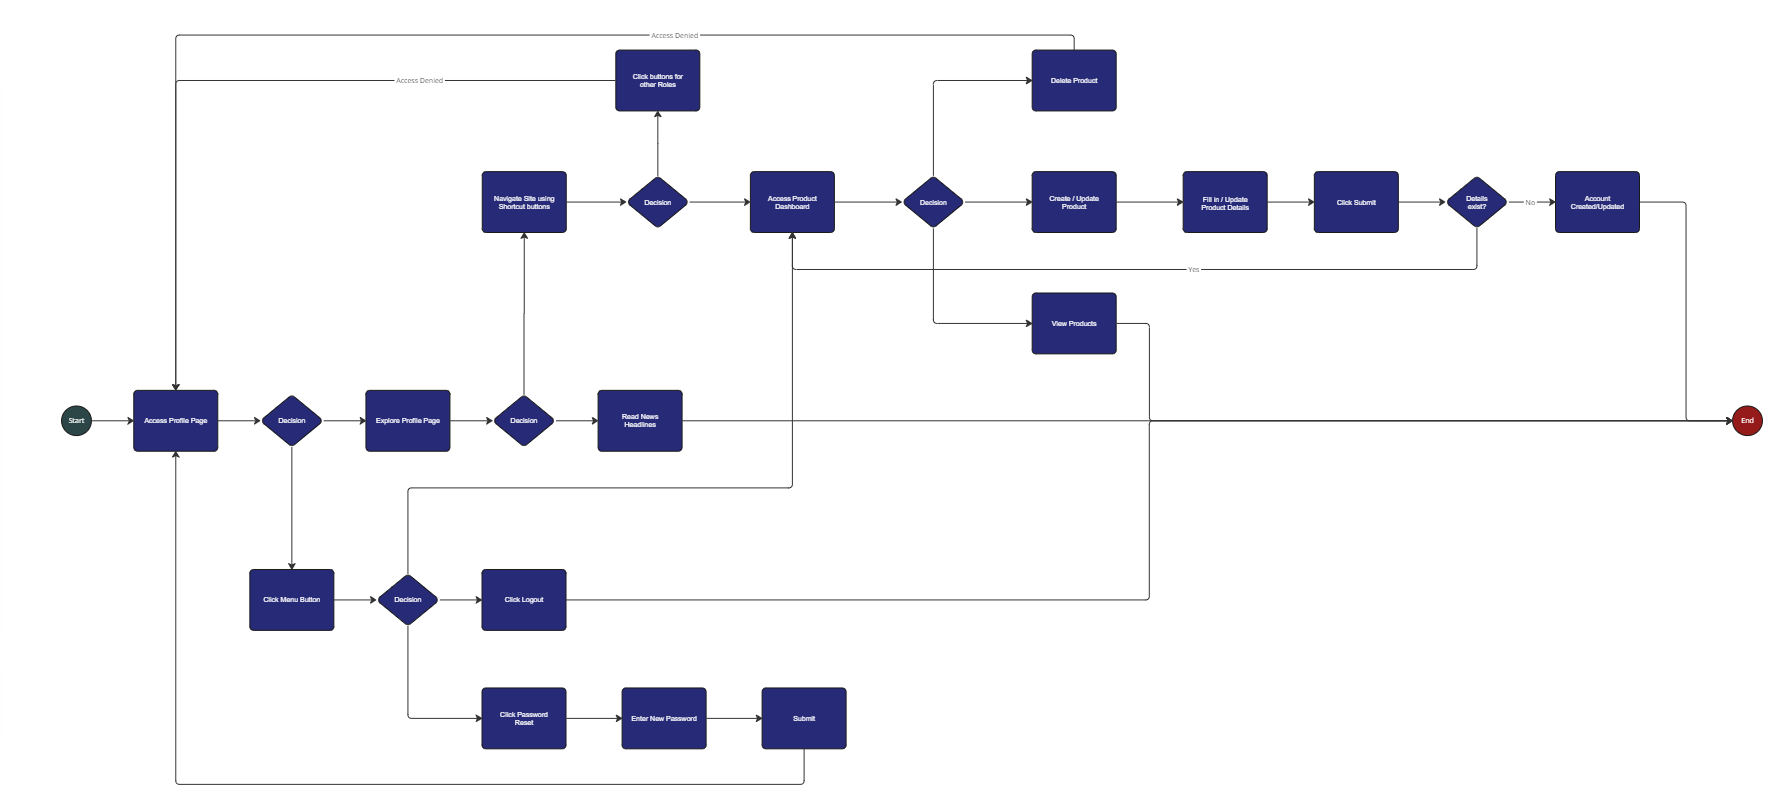 Access Denied
Click buttons for
other Roles
Access Denied
Delete Product
Navigate Site using
Shortcut buttons
Decision
Access Product
Dashboard
Decision
Create / Update
Product
Fill in / Update
Product Details
Click Submit
Details
exist?
No
Account
Created/Updated
Yes
View Products
Start
Access Profile Page
Decision
Explore Profile Page
Decision
Read News
Headlines
End
Click Menu Button
Decision
Click Logout
Click Password
Reset
Enter New Password
Submit